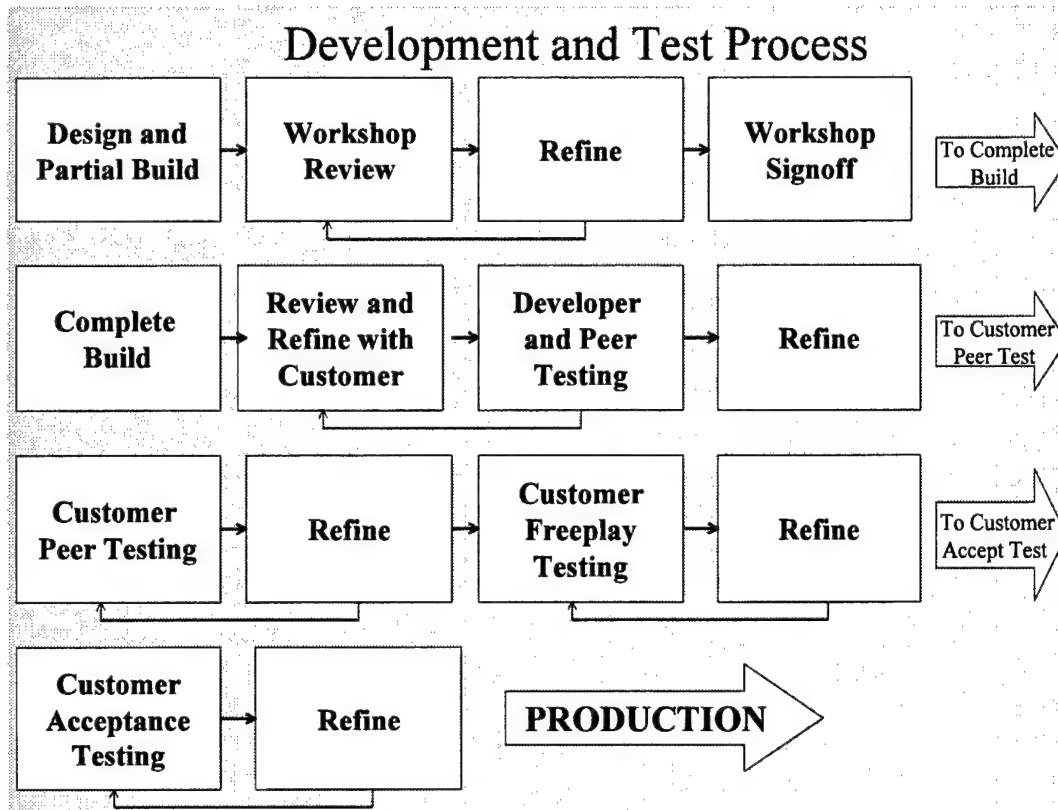 Development and Test Process
Design and
Partial Build
Workshop
Review
Refine
Workshop
Signoff
To Complete
Build
Complete
Build
Review and
Refine with
Customer
Developer
and Peer
Testing
Refine
To Customer
Peer Test
Customer
Peer Testing
Refine
Customer
Freeplay
Testing
Refine
To Customer
Accept Test
Customer
Acceptance
Testing
Refine
PRODUCTION